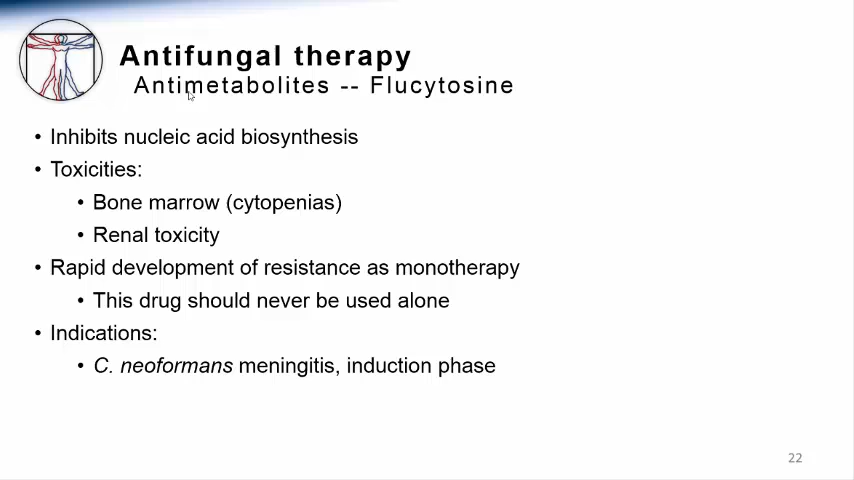 Antifungal therapy
Antimetabolites -- Flucytosine
• Inhibits nucleic acid biosynthesis
• Toxicities:
• Bone marrow (cytopenias)
• Renal toxicity
• Rapid development of resistance as monotherapy
• This drug should never be used alone
• Indications:
• C. neoformans meningitis, induction phase
22